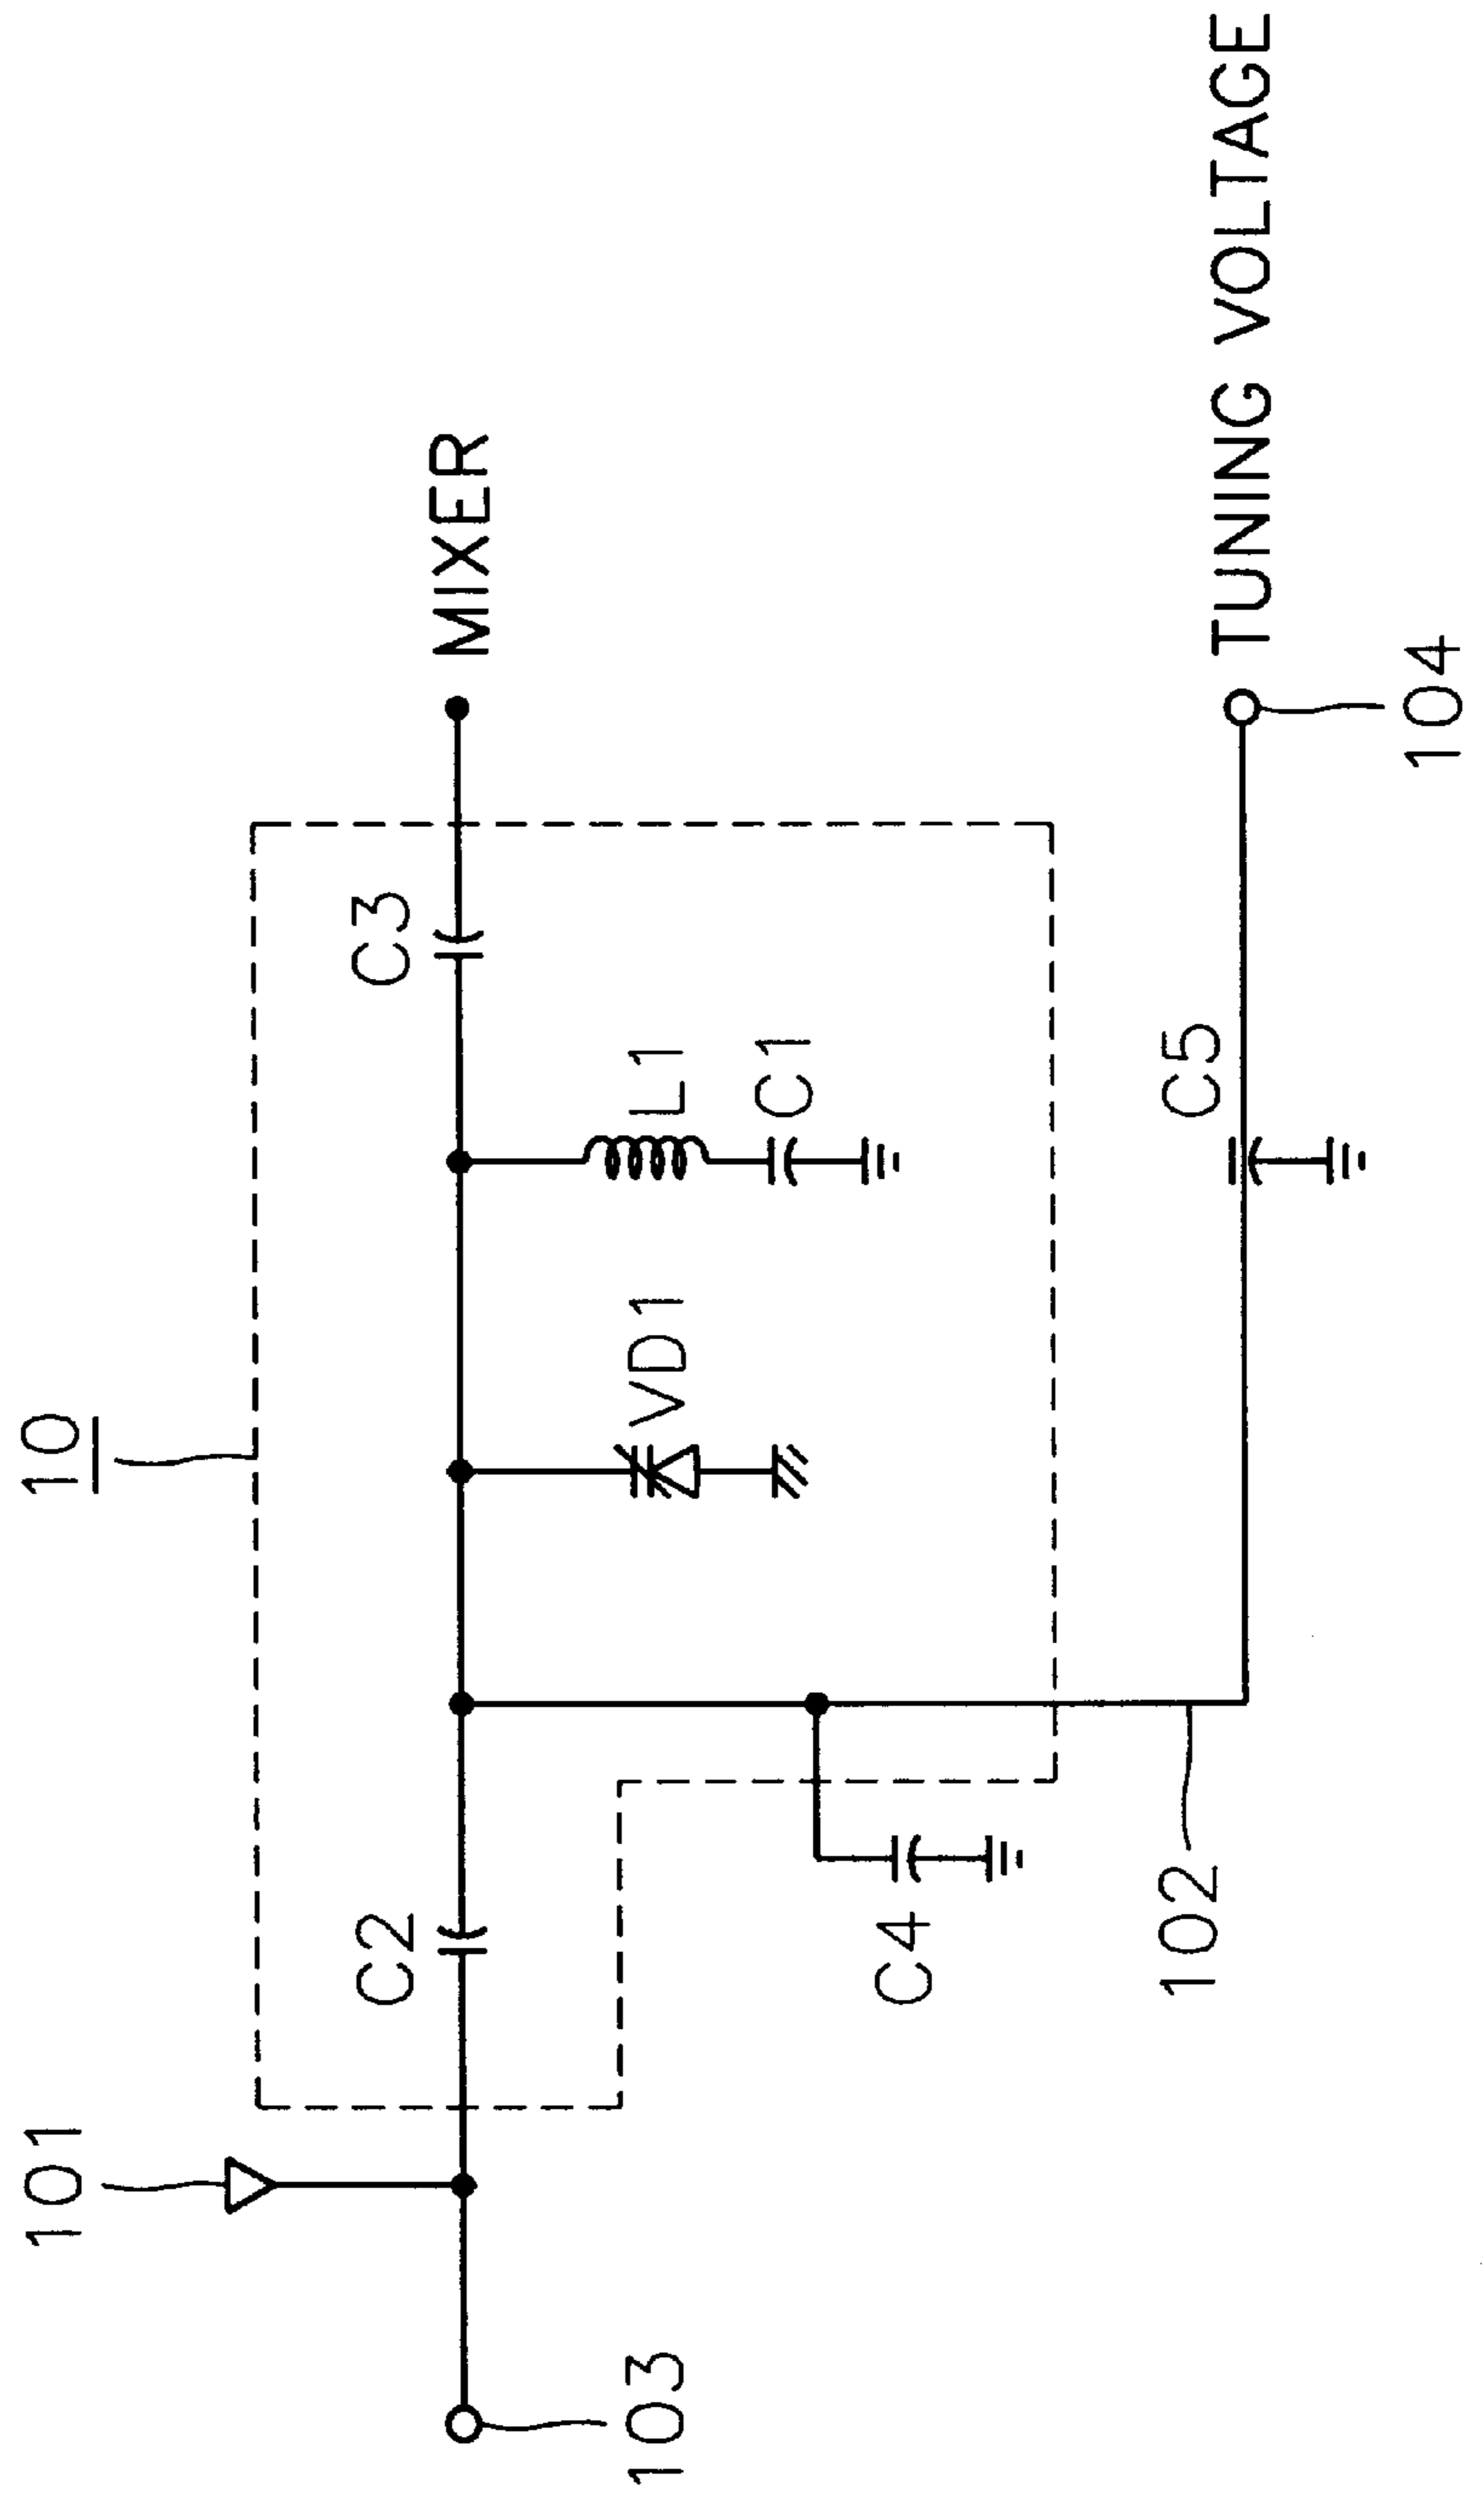 10
101
C2
C3
MIXER
103
VD1
L1
C1
C4
102
C5
TUNING VOLTAGE
104